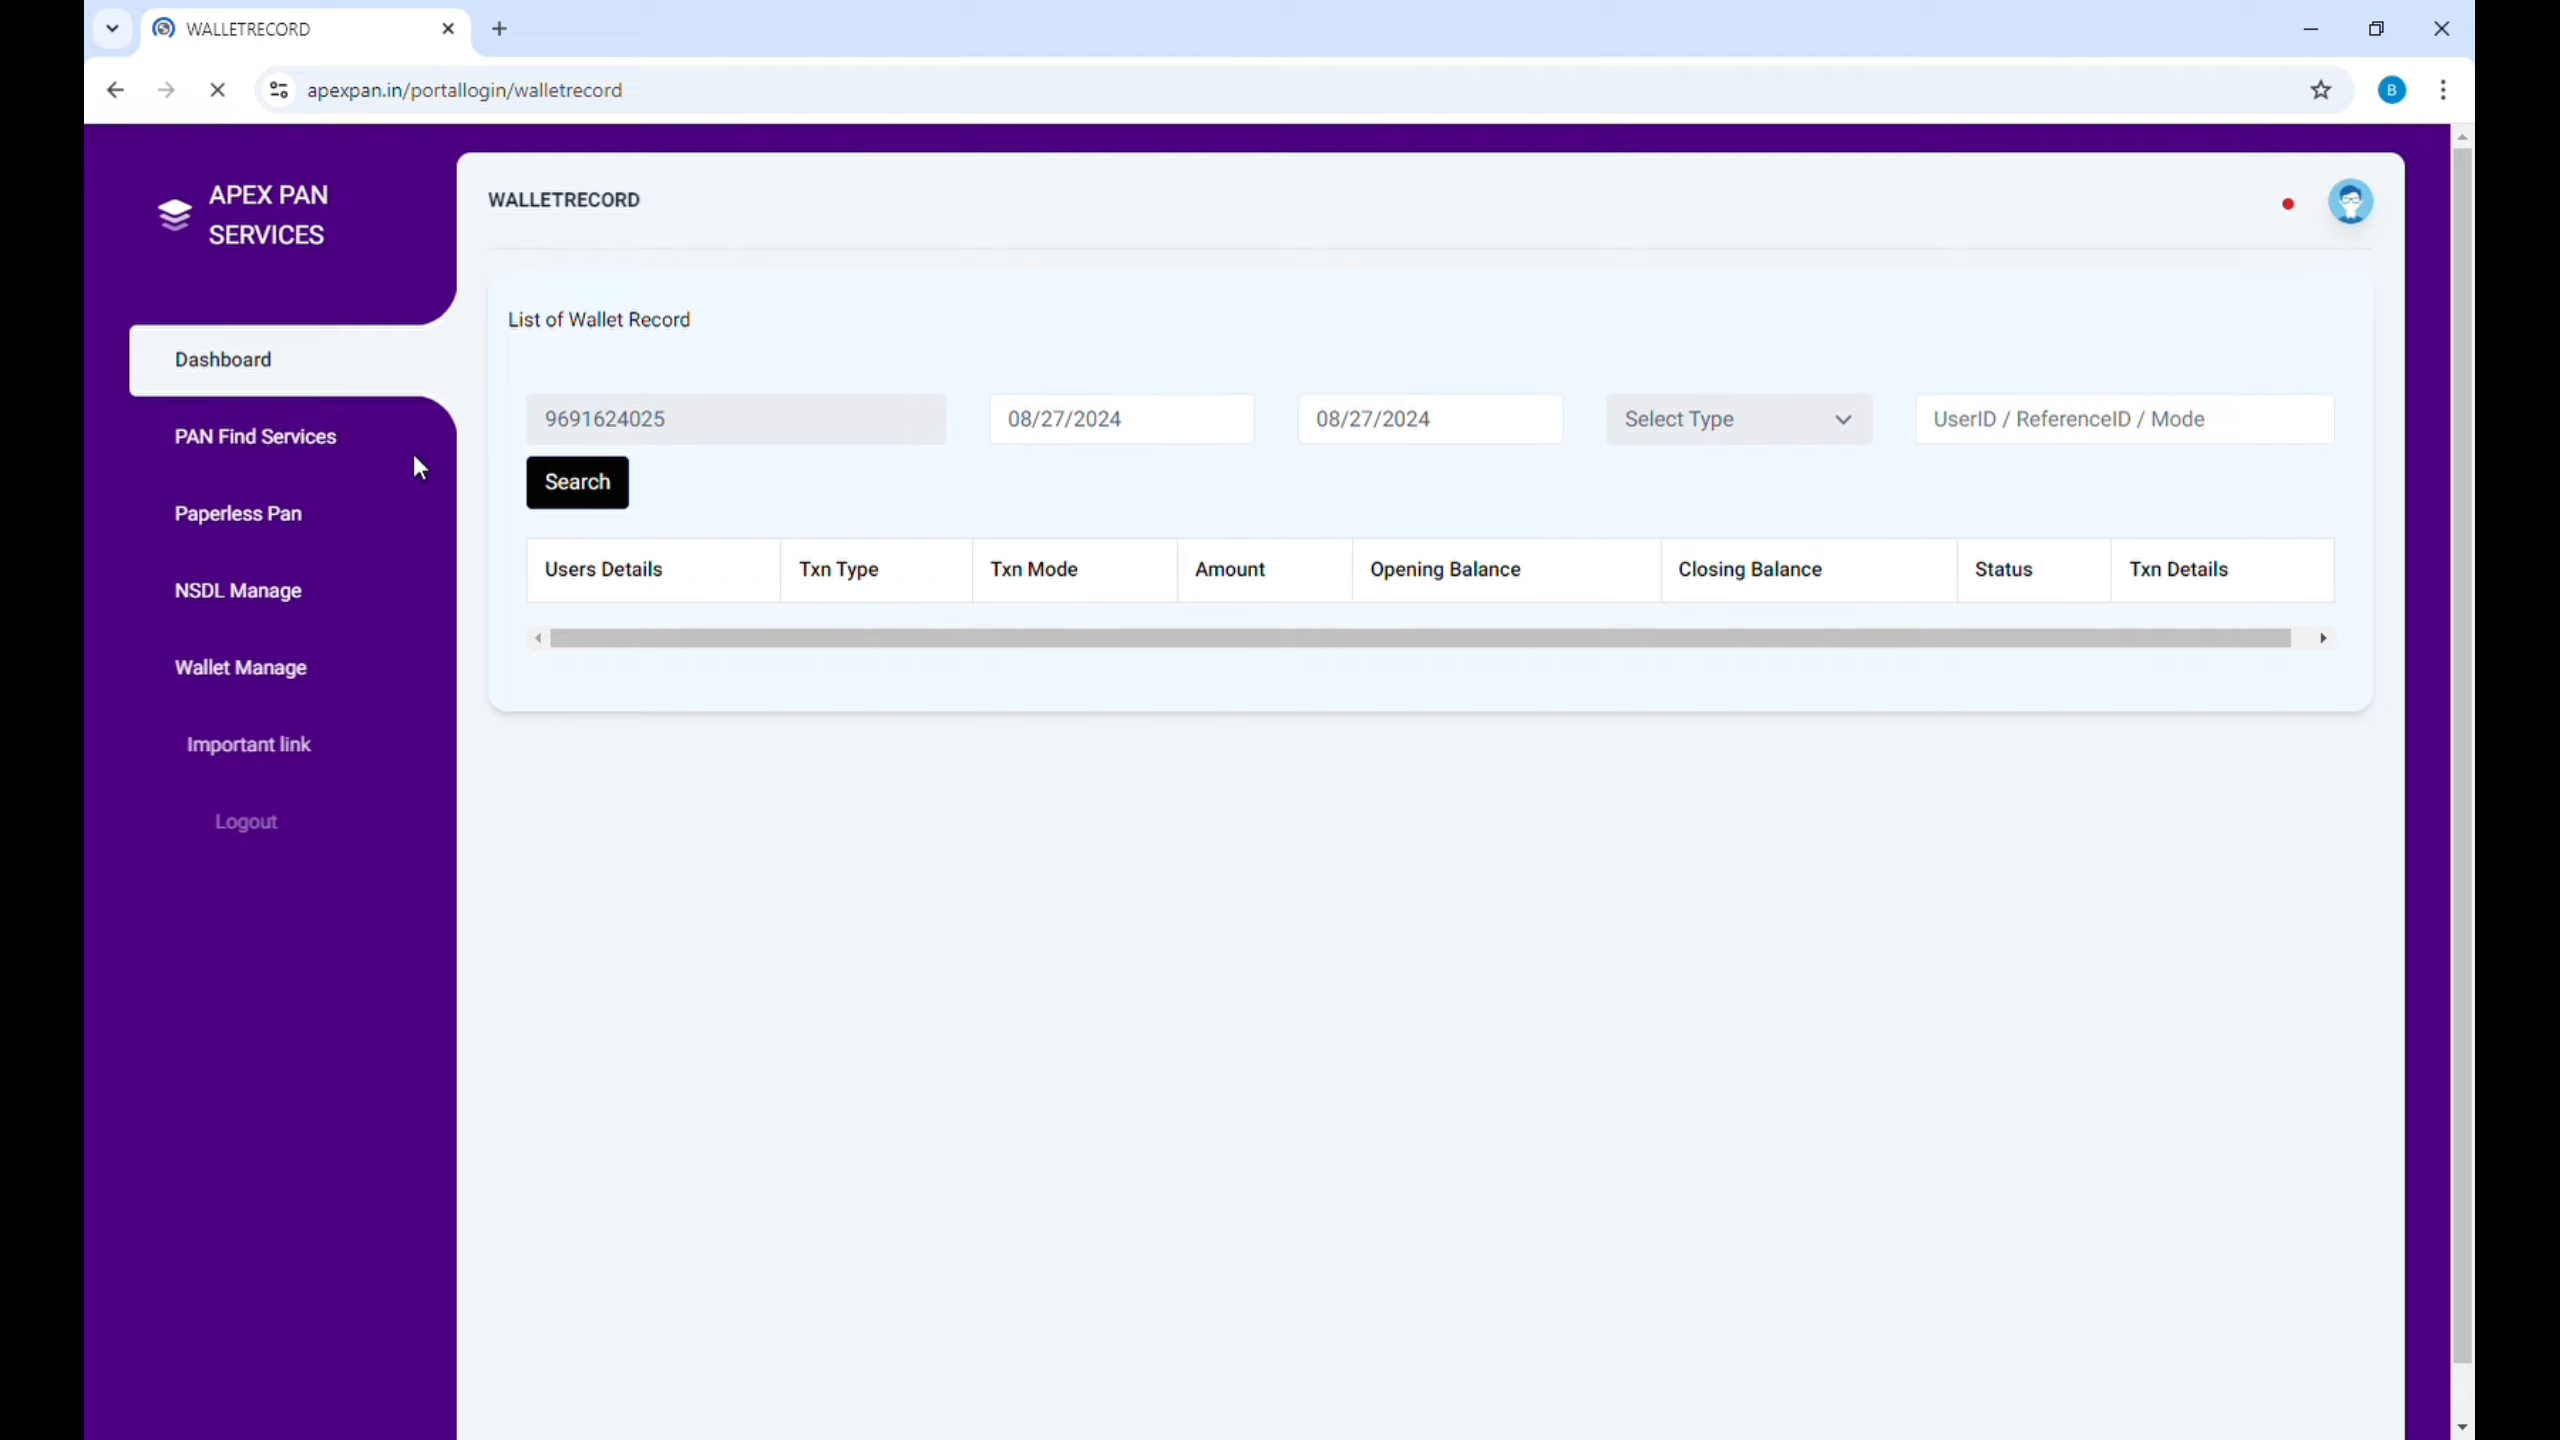 WALLETRECORD
apexpan.in/portallogin/walletrecord
B
APEX PAN
SERVICES
WALLETRECORD
Dashboard
PAN Find Services
Paperless Pan
NSDL Manage
Wallet Manage
Important link
Logout
List of Wallet Record
9691624025 08/27/2024 08/27/2024 Select Type UserID / ReferenceID / Mode
Search
Users Details Txn Type Txn Mode Amount Opening Balance Closing Balance Status Txn Details